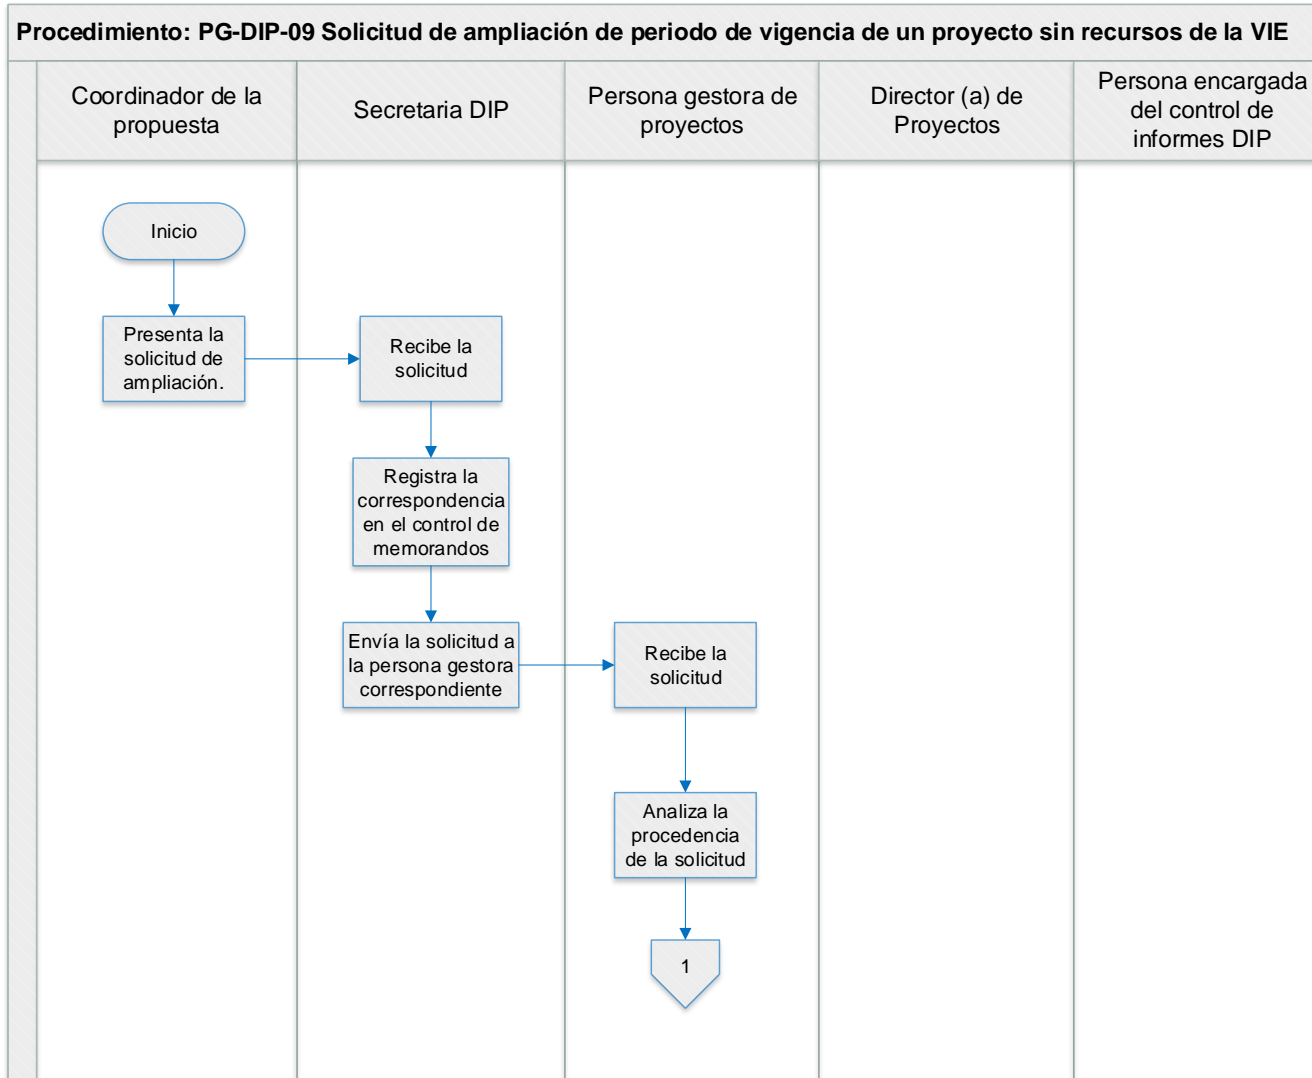 Procedimiento: PG-DIP-09 Solicitud de ampliación de periodo de vigencia de un proyecto sin recursos de la VIE
Coordinador de la
propuesta
Secretaria DIP
Persona gestora de
proyectos
Director (a) de
Proyectos
Persona encargada
del control de
informes DIP
Inicio
Presenta la
solicitud de
ampliación.
Recibe la
solicitud
Registra la
correspondencia
en el control de
memorandos
Envía la solicitud a
la persona gestora
correspondiente
Recibe la
solicitud
Analiza la
procedencia
de la solicitud
1